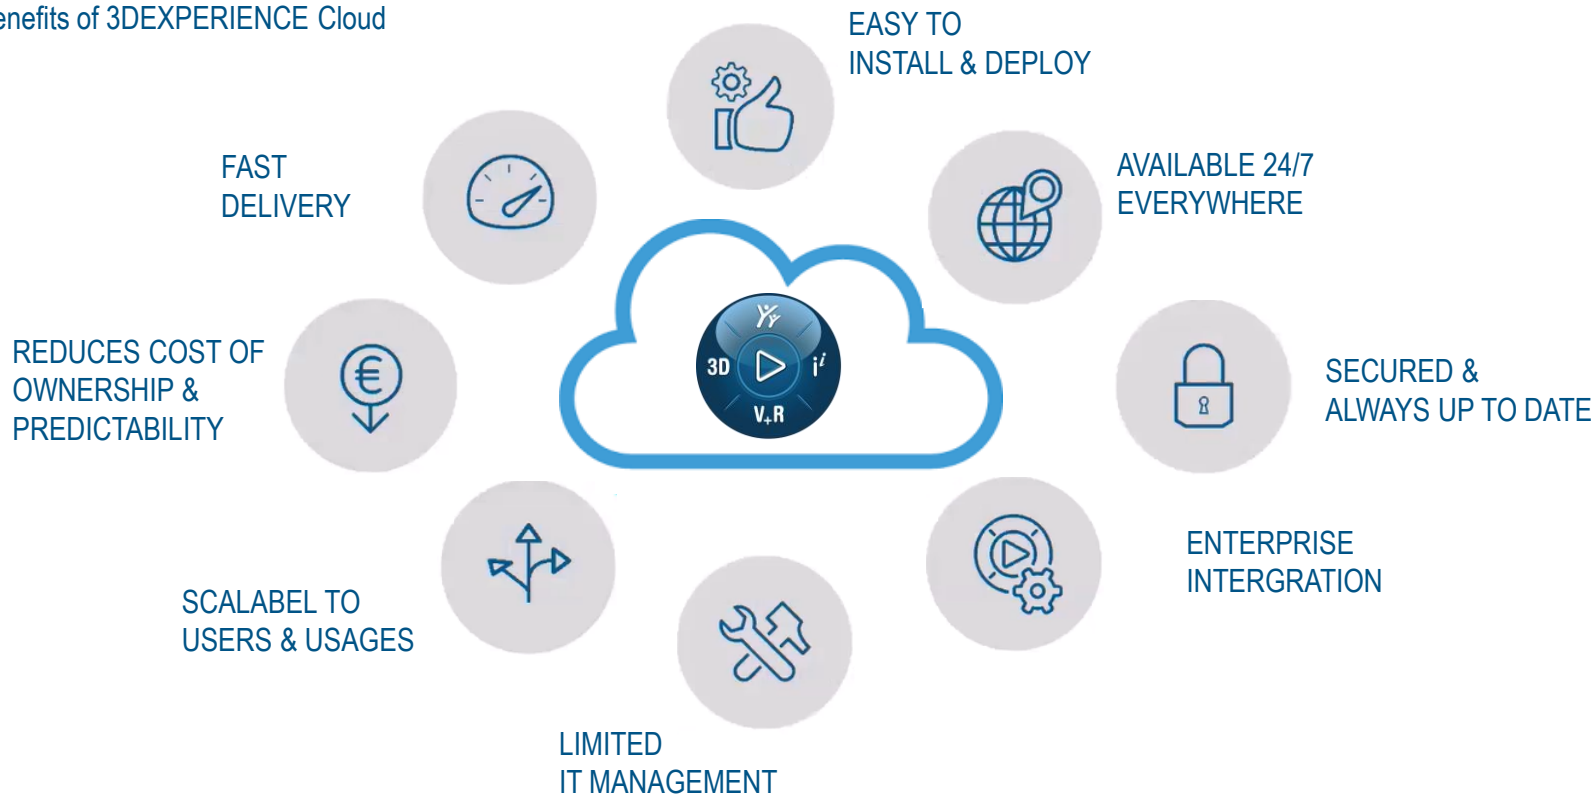 enefits of 3DEXPERIENCE Cloud
EASY TO
INSTALL & DEPLOY
FAST
DELIVERY
AVAILABLE 24/7
EVERYWHERE
REDUCES COST OF
OWNERSHIP &
PREDICTABILITY
3D
i i
V+R
SECURED &
ALWAYS UP TO DATE
SCALABEL TO
USERS & USAGES
ENTERPRISE
INTERGRATION
LIMITED
IT MANAGEMENT